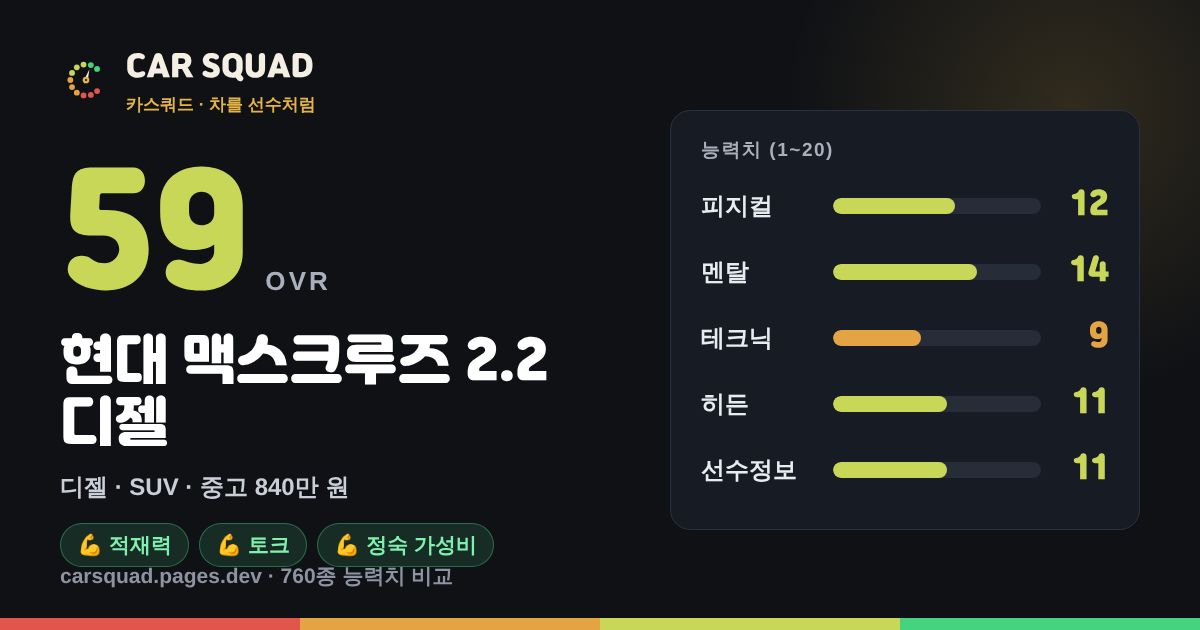 CAR SQUAD
카스쿼드 · 차를 선수처럼
59 OVR
현대 맥스크루즈 2.2
디젤
디젤 · SUV · 중고 840만 원
💪 적재력 💪 토크 💪 정숙 가성비
carsquad.pages.dev · 760종 능력치 비교
능력치 (1~20)
피지컬 12
멘탈 14
테크닉 9
히든 11
선수정보 11